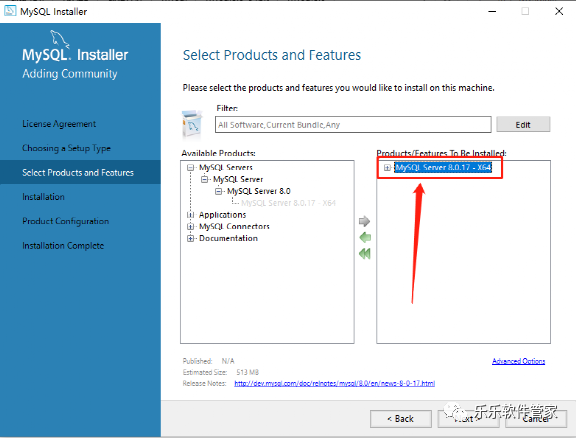 MySQL Installer
MySQL. Installer
Adding Community
License Agreement
Choosing a Setup Type
Select Products and Features
Installation
Product Configuration
Installation Complete
Select Products and Features
Please select the products and features you would like to install on this machine.
Filter:
All Software,Current Bundle,Any
Edit
Available Products:
MySQL Servers
MySQL Server
MySQL Server 8.0
MySQL Server 8.0.17 - X64
Applications
MySQL Connectors
Documentation
Products/Features To Be Installed:
MySQL Server 8.0.17 - X64
Published: N/A
Estimated Size: 513 MB
Release Notes: http://dev.mysql.com/doc/relnotes/mysql/8.0/en/news-8-0-17.html
Advanced Options
< Back
Next >
Cancel
乐乐软件管家